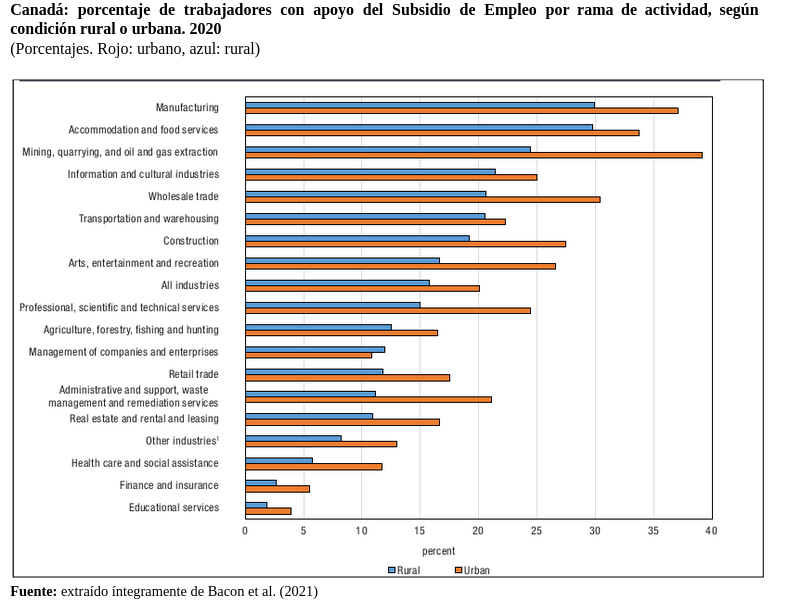 Canadá: porcentaje de trabajadores con apoyo del Subsidio de Empleo por rama de actividad, según
condición rural o urbana. 2020
(Porcentajes. Rojo: urbano, azul: rural)
Manufacturing
Accommodation and food services
Mining, quarrying, and oil and gas extraction
Information and cultural industries
Wholesale trade
Transportation and warehousing
Construction
Arts, entertainment and recreation
All industries
Professional, scientific and technical services
Agriculture, forestry, fishing and hunting
Management of companies and enterprises
Retail trade
Administrative and support, waste
management and remediation services
Real estate and rental and leasing
Other industries¹
Health care and social assistance
Finance and insurance
Educational services
0 5 10 15 20 25 30 35 40
percent
Rural Urban
Fuente: extraído íntegramente de Bacon et al. (2021)